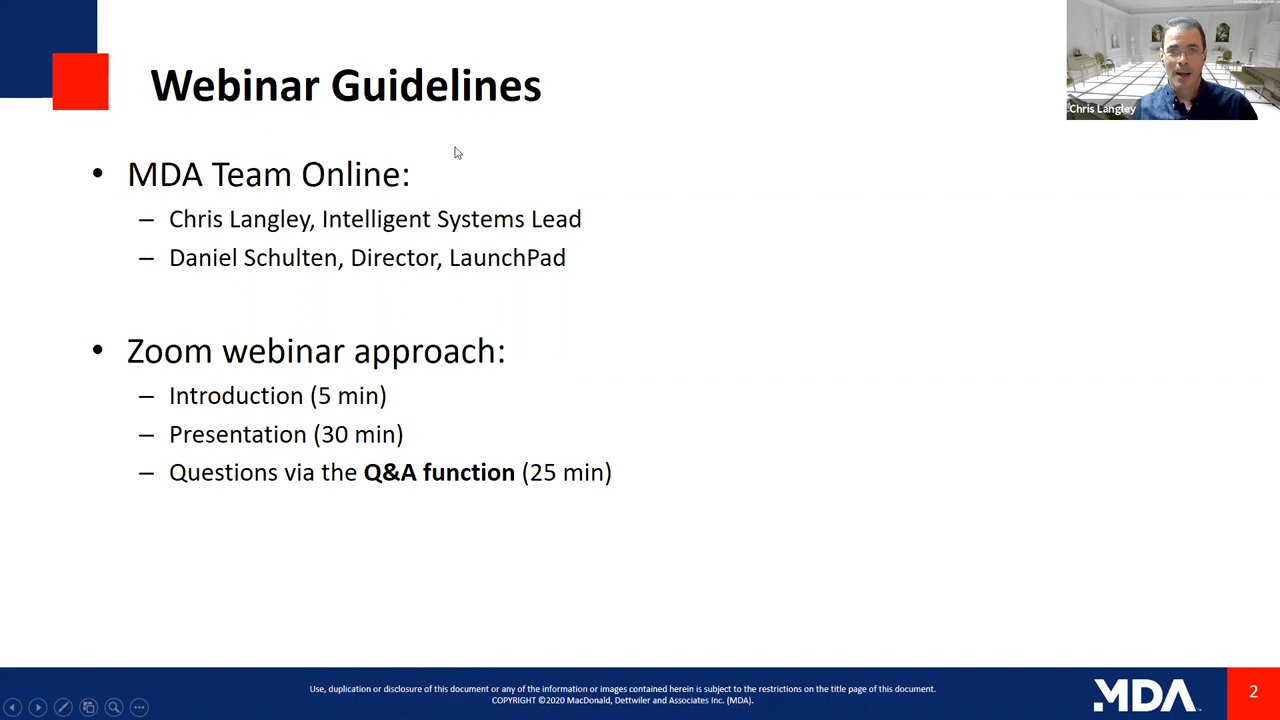 Webinar Guidelines
Chris Langley
• MDA Team Online:
– Chris Langley, Intelligent Systems Lead
– Daniel Schulten, Director, LaunchPad
• Zoom webinar approach:
– Introduction (5 min)
– Presentation (30 min)
– Questions via the Q&A function (25 min)
Use, duplication or disclosure of this document or any of the information or images contained herein is subject to the restrictions on the title page of this document.
COPYRIGHT ©2020 MacDonald, Dettwiler and Associates Inc. (MDA).
MDA
2